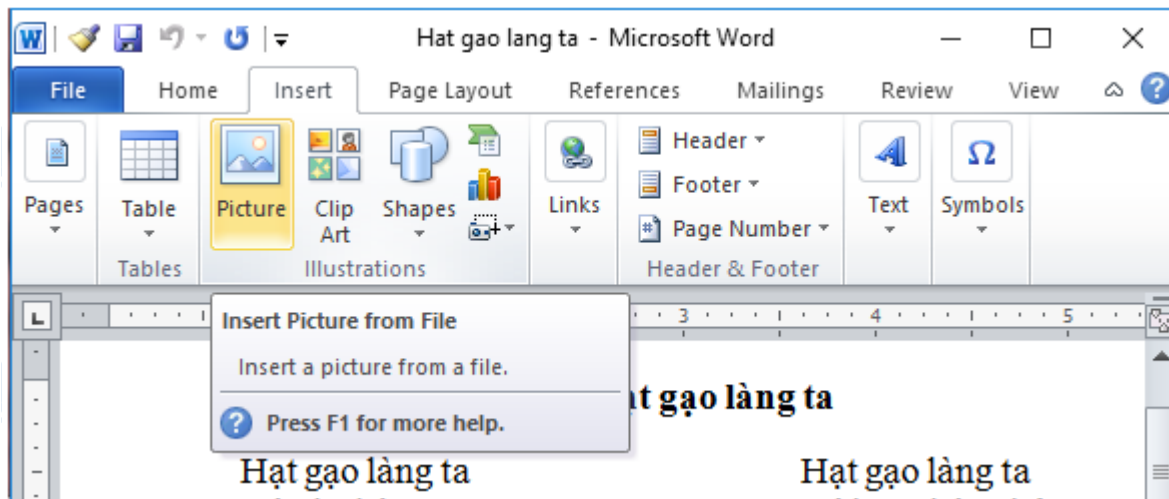 W Hat gao lang ta - Microsoft Word
File Home Insert Page Layout References Mailings Review View ?
Pages Table Picture Clip Art Shapes Links Header Footer # Page Number A Text Ω Symbols
Tables Illustrations Header & Footer
L 3 4 5
Insert Picture from File
Insert a picture from a file.
? Press F1 for more help.
gạo làng ta
Hạt gạo làng ta Hạt gạo làng ta